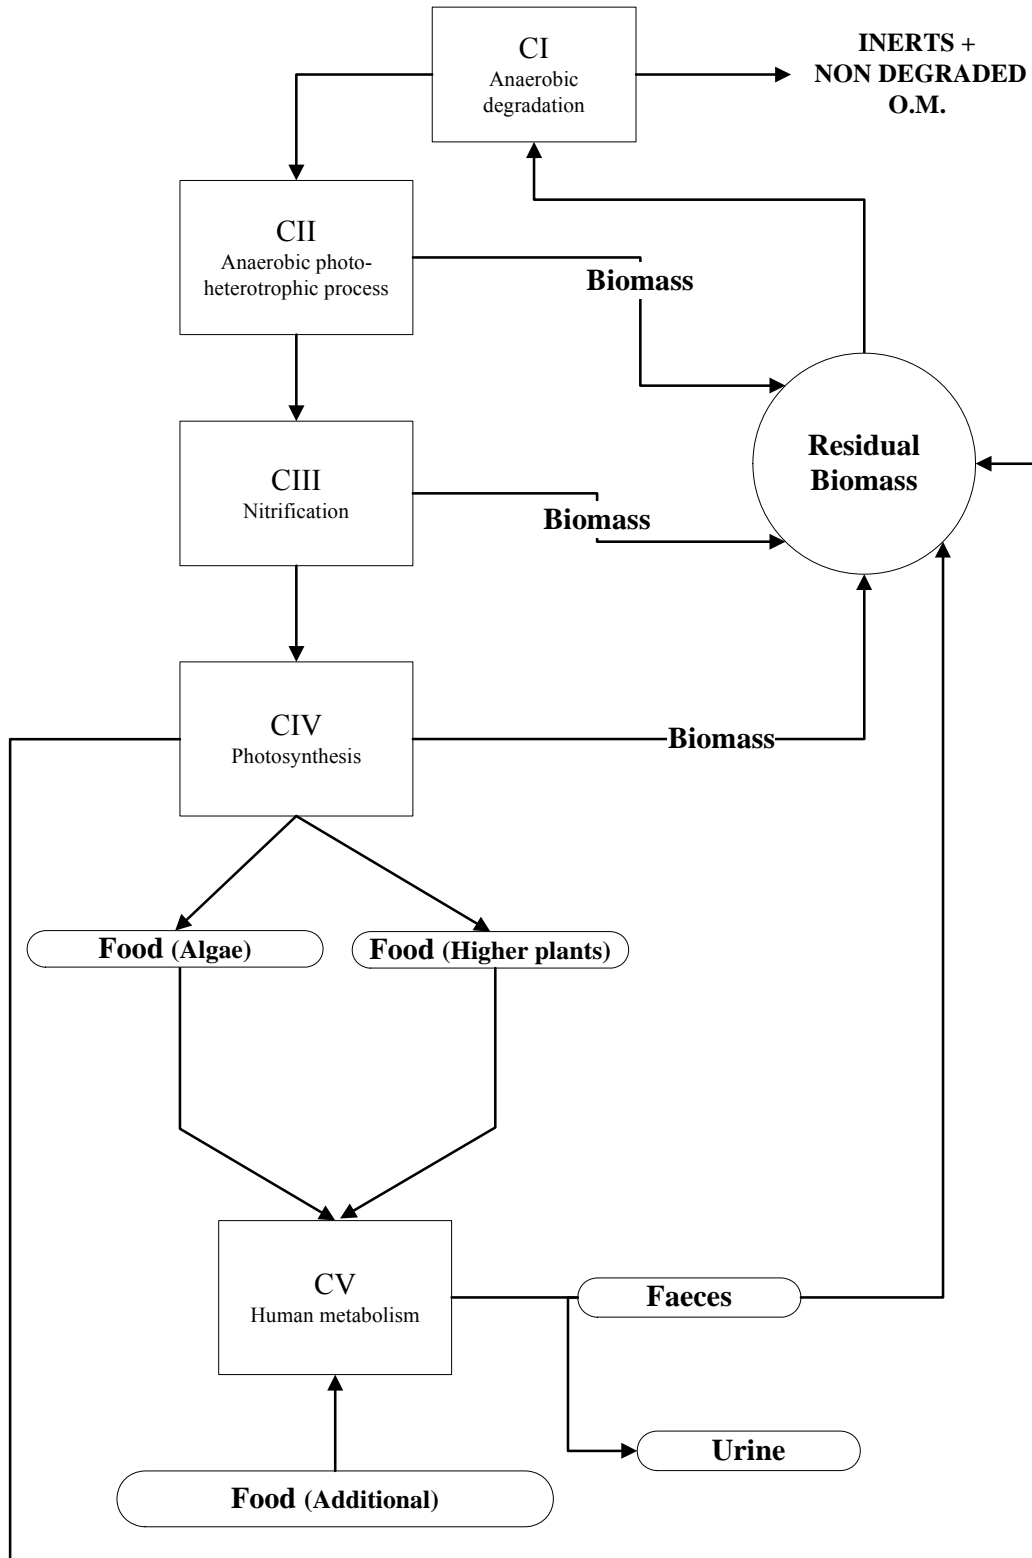 CI
Anaerobic
degradation
INERTS +
NON DEGRADED
O.M.
CII
Anaerobic photo-
heterotrophic process
Biomass
CIII
Nitrification
Biomass
Residual
Biomass
CIV
Photosynthesis
Biomass
Food (Algae)
Food (Higher plants)
CV
Human metabolism
Faeces
Urine
Food (Additional)